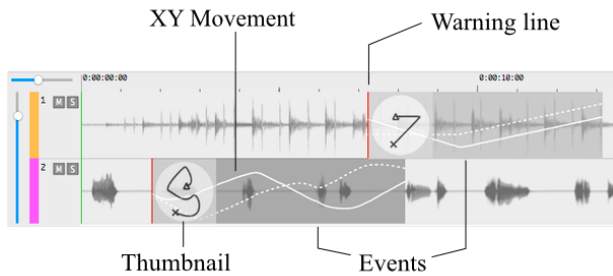 XY Movement
Warning line
0:00:00:00
0:00:10:00
1 M S
2 M S
Thumbnail
Events